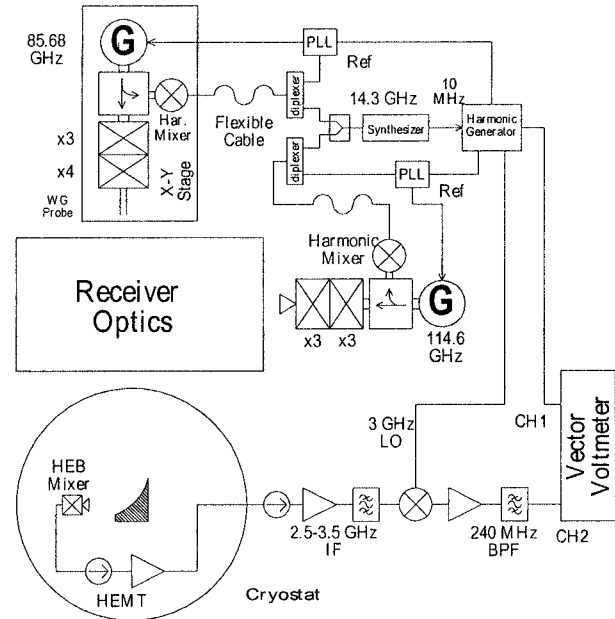 85.68
GHz
G
PLL
Ref
diplexer
14.3 GHz
10
MHz
Harmonic
Generator
Synthesizer
Har.
Mixer
Flexible
Cable
x3
x4
X-Y
Stage
WG
Probe
diplexer
PLL
Ref
Harmonic
Mixer
Receiver
Optics
G
x3
x3
114.6
GHz
3 GHz
LO
CH1
Vector
Voltmeter
HEB
Mixer
2.5-3.5 GHz
IF
240 MHz
BPF
CH2
HEMT
Cryostat